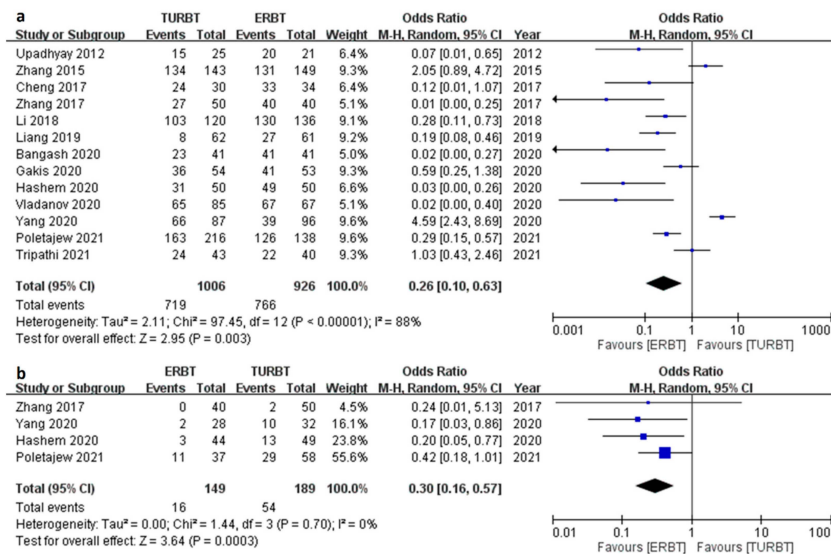 a
TURBT ERBT Odds Ratio Odds Ratio
Study or Subgroup Events Total Events Total Weight M-H, Random, 95% CI Year M-H, Random, 95% CI
Upadhyay 2012 15 25 20 21 6.4% 0.07 [0.01, 0.65] 2012
Zhang 2015 134 143 131 149 9.3% 2.05 [0.89, 4.72] 2015
Cheng 2017 24 30 33 34 6.4% 0.12 [0.01, 1.07] 2017
Zhang 2017 27 50 40 40 5.0% 0.01 [0.00, 0.25] 2017
Li 2018 103 120 130 136 9.1% 0.28 [0.11, 0.73] 2018
Liang 2019 8 62 27 61 9.2% 0.19 [0.08, 0.46] 2019
Bangash 2020 23 41 41 41 5.0% 0.02 [0.00, 0.27] 2020
Gakis 2020 36 54 41 53 9.3% 0.59 [0.25, 1.38] 2020
Hashem 2020 31 50 49 50 6.6% 0.03 [0.00, 0.26] 2020
Vladanov 2020 65 85 67 67 5.1% 0.02 [0.00, 0.40] 2020
Yang 2020 66 87 39 96 9.7% 4.59 [2.43, 8.69] 2020
Poletajew 2021 163 216 126 138 9.6% 0.29 [0.15, 0.57] 2021
Tripathi 2021 24 43 22 40 9.3% 1.03 [0.43, 2.46] 2021
Total (95% CI) 1006 926 100.0% 0.26 [0.10, 0.63]
Total events 719 766
Heterogeneity: Tau² = 2.11; Chi² = 97.45, df = 12 (P < 0.00001); I² = 88%
Test for overall effect: Z = 2.95 (P = 0.003)
0.001 0.1 1 10 1000
Favours [ERBT] Favours [TURBT]
b
ERBT TURBT Odds Ratio Odds Ratio
Study or Subgroup Events Total Events Total Weight M-H, Random, 95% CI Year M-H, Random, 95% CI
Zhang 2017 0 40 2 50 4.5% 0.24 [0.01, 5.13] 2017
Yang 2020 2 28 10 32 16.1% 0.17 [0.03, 0.86] 2020
Hashem 2020 3 44 13 49 23.8% 0.20 [0.05, 0.77] 2020
Poletajew 2021 11 37 29 58 55.6% 0.42 [0.18, 1.01] 2021
Total (95% CI) 149 189 100.0% 0.30 [0.16, 0.57]
Total events 16 54
Heterogeneity: Tau² = 0.00; Chi² = 1.44, df = 3 (P = 0.70); I² = 0%
Test for overall effect: Z = 3.64 (P = 0.0003)
0.01 0.1 1 10 100
Favours [ERBT] Favours [TURBT]